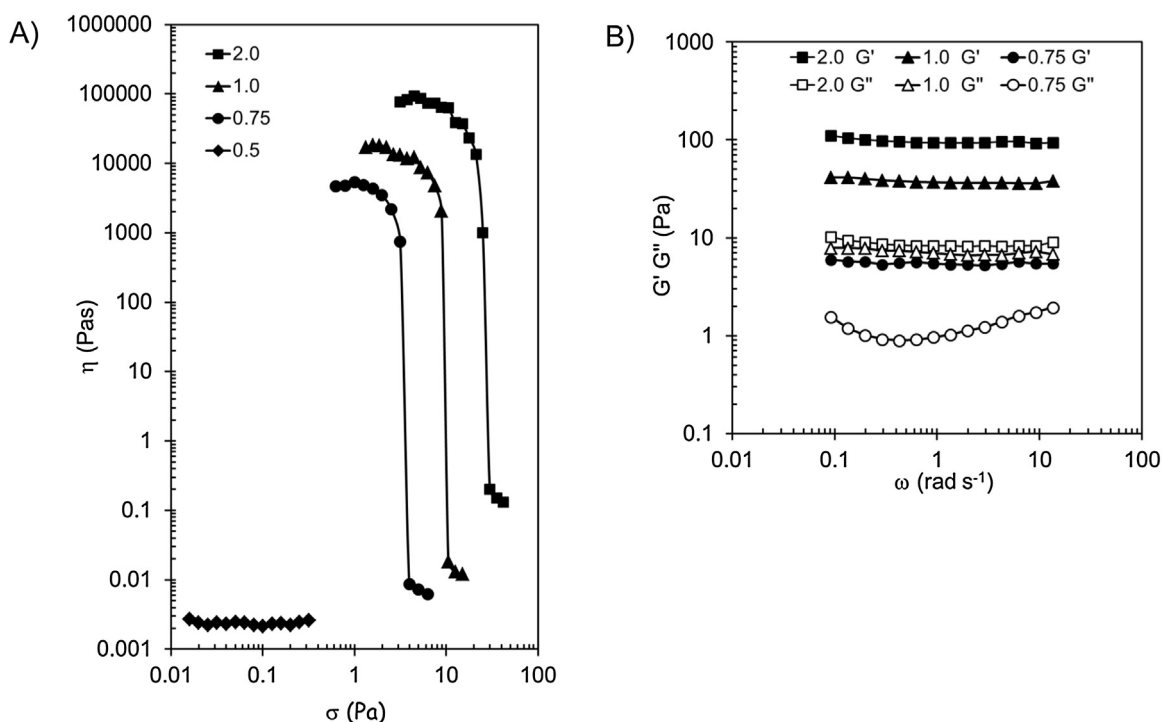 A)
1000000
100000
10000
1000
100
10
1
0.1
0.01
0.001
η (Pas)
2.0
1.0
0.75
0.5
0.01 0.1 1 10 100
σ (Pa)
B)
1000
100
10
1
0.1
G' G" (Pa)
2.0 G' 1.0 G' 0.75 G'
2.0 G" 1.0 G" 0.75 G"
0.01 0.1 1 10 100
ω (rad s⁻¹)